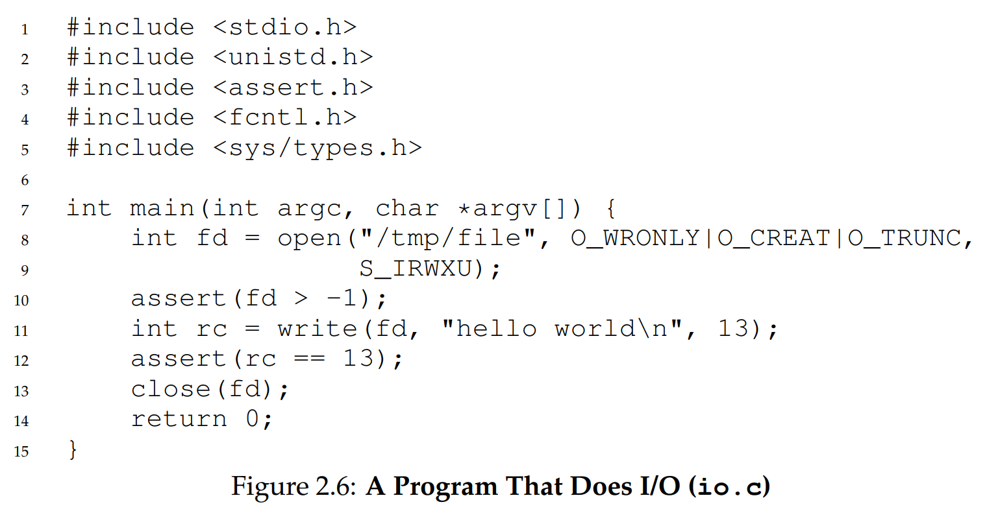 1 #include <stdio.h>
2 #include <unistd.h>
3 #include <assert.h>
4 #include <fcntl.h>
5 #include <sys/types.h>
6
7 int main(int argc, char *argv[]) {
8     int fd = open("/tmp/file", O_WRONLY|O_CREAT|O_TRUNC,
9                   S_IRWXU);
10     assert(fd > -1);
11     int rc = write(fd, "hello world\n", 13);
12     assert(rc == 13);
13     close(fd);
14     return 0;
15 }
Figure 2.6: A Program That Does I/O (io.c)